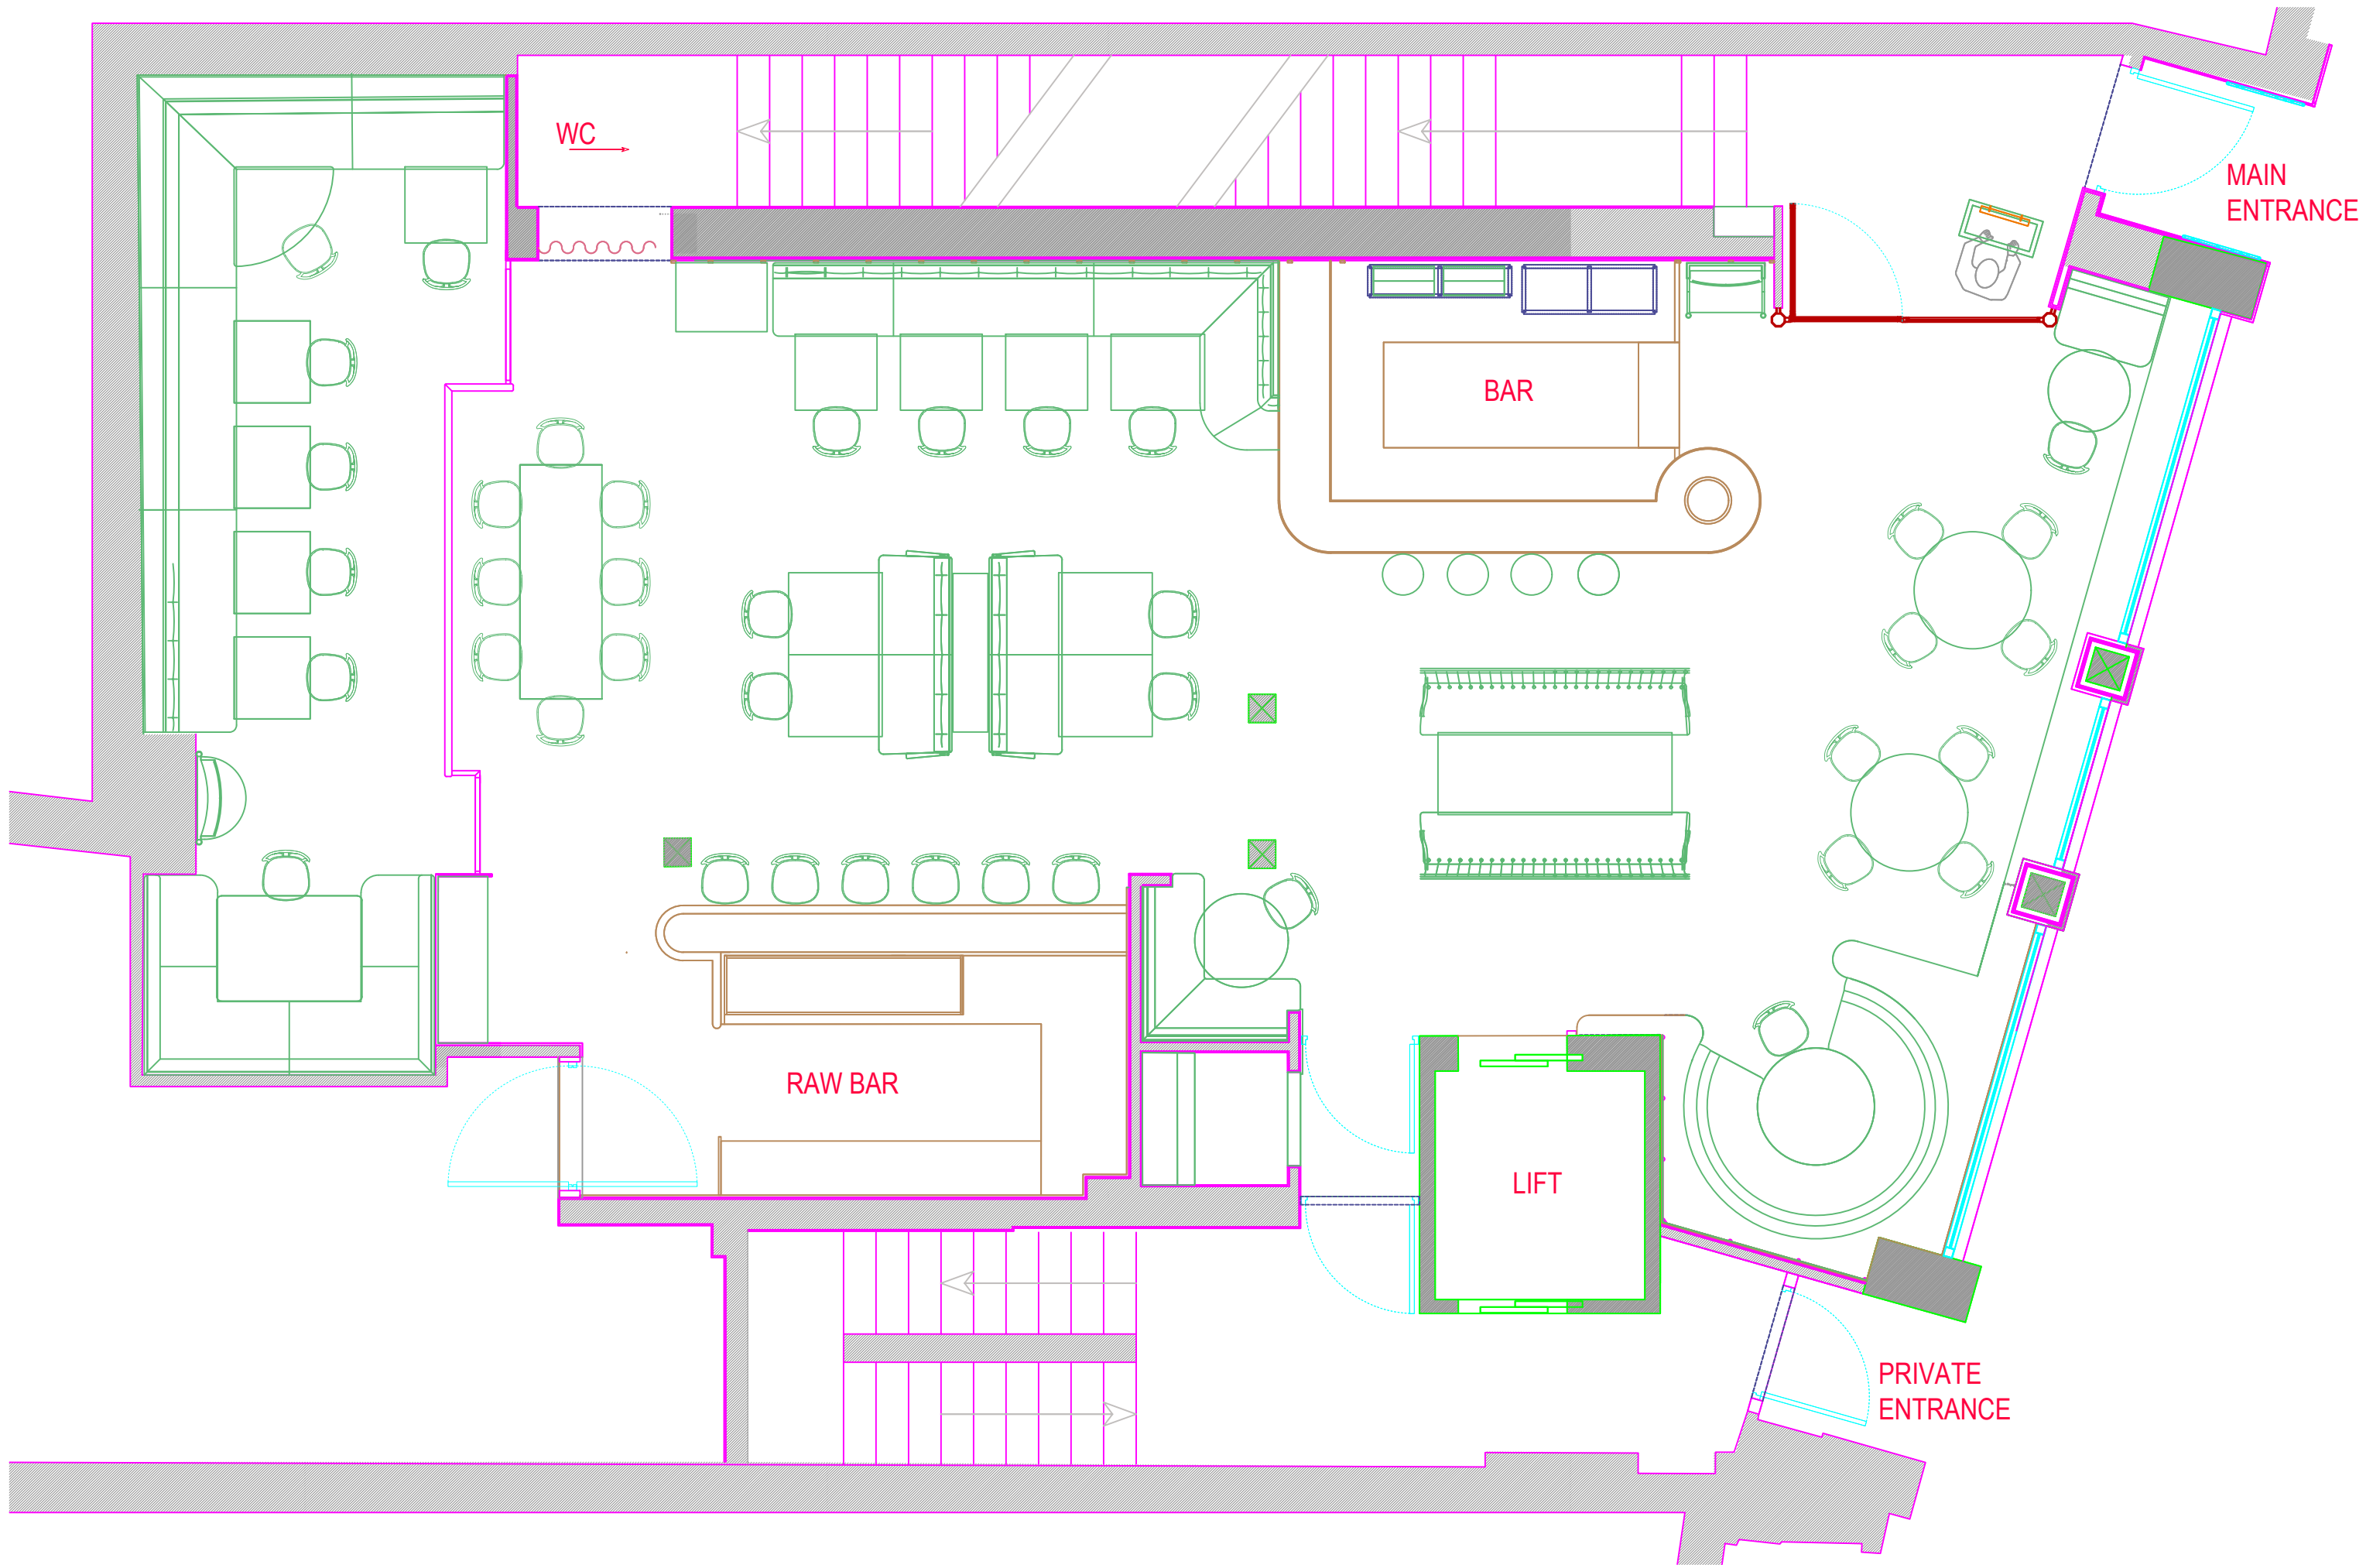 WC
MAIN
ENTRANCE
BAR
RAW BAR
LIFT
PRIVATE
ENTRANCE